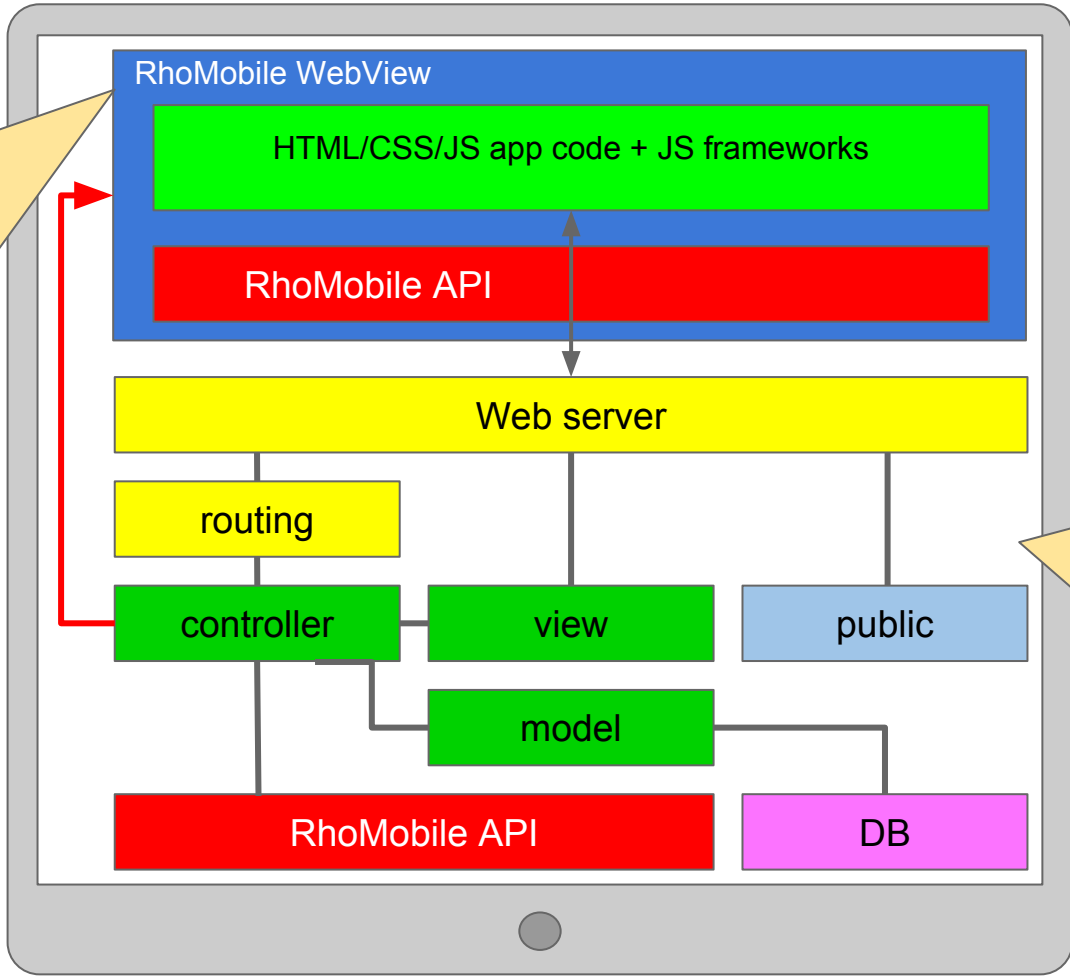 RhoMobile WebView
HTML/CSS/JS app code + JS frameworks
RhoMobile API
Web server
routing
controller
view
public
model
RhoMobile API
DB